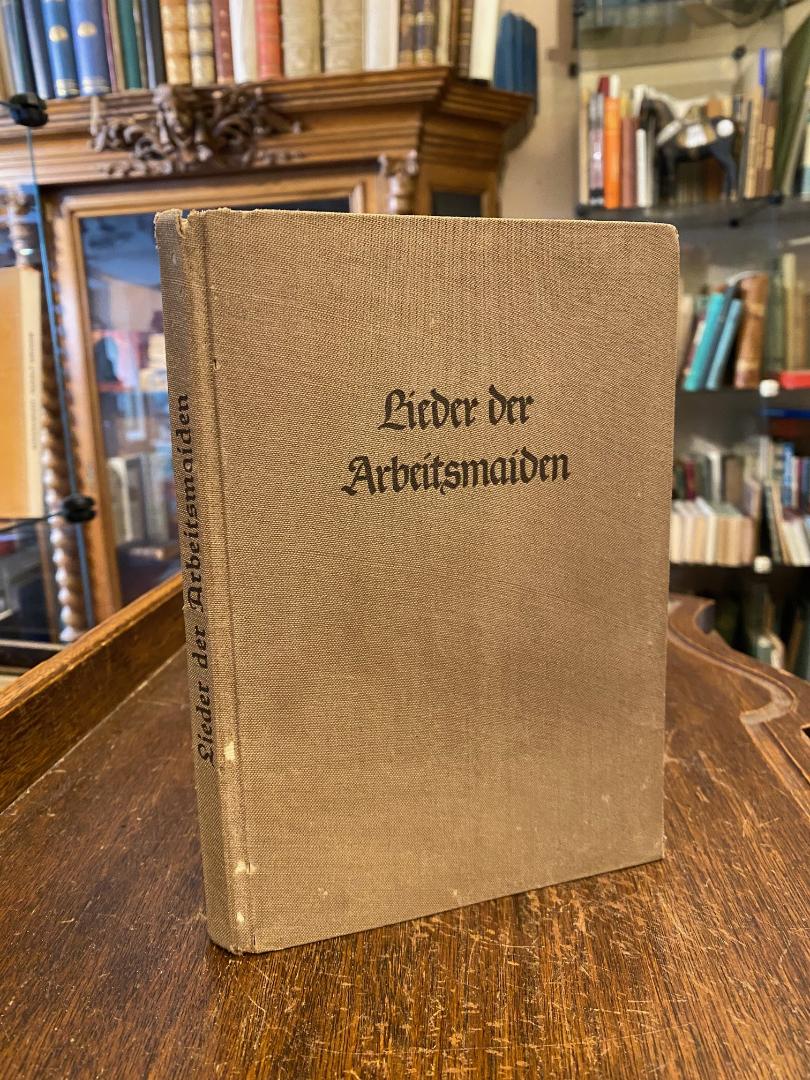 Lieder der
Arbeitsmaiden
Lieder der Arbeitsmaiden